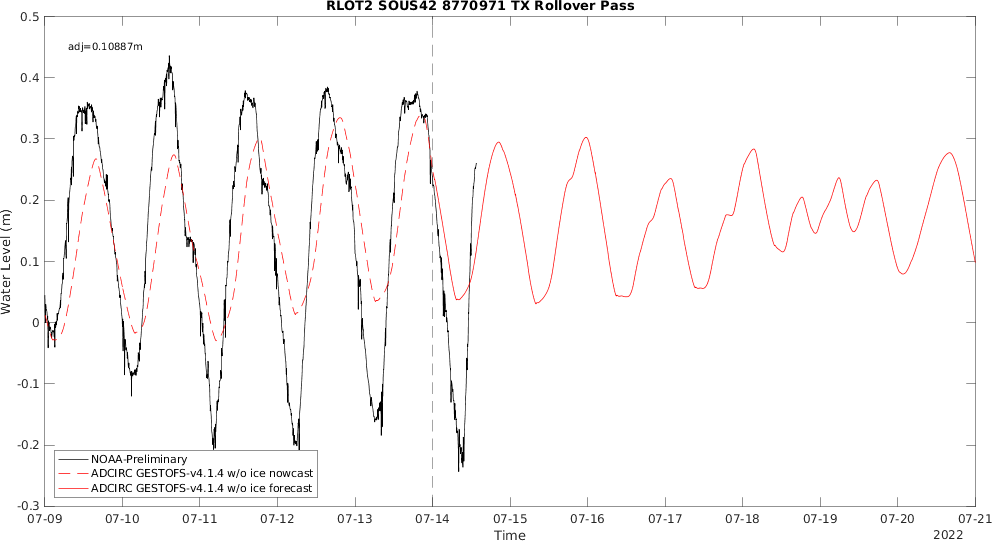 RLOT2 SOUS42 8770971 TX Rollover Pass
adj=0.10887m
0.5
0.4
0.3
0.2
0.1
0
-0.1
-0.2
-0.3
Water Level (m)
NOAA-Preliminary
ADCIRC GESTOFS-v4.1.4 w/o ice nowcast
ADCIRC GESTOFS-v4.1.4 w/o ice forecast
07-09 07-10 07-11 07-12 07-13 07-14 07-15 07-16 07-17 07-18 07-19 07-20 07-21
Time
2022